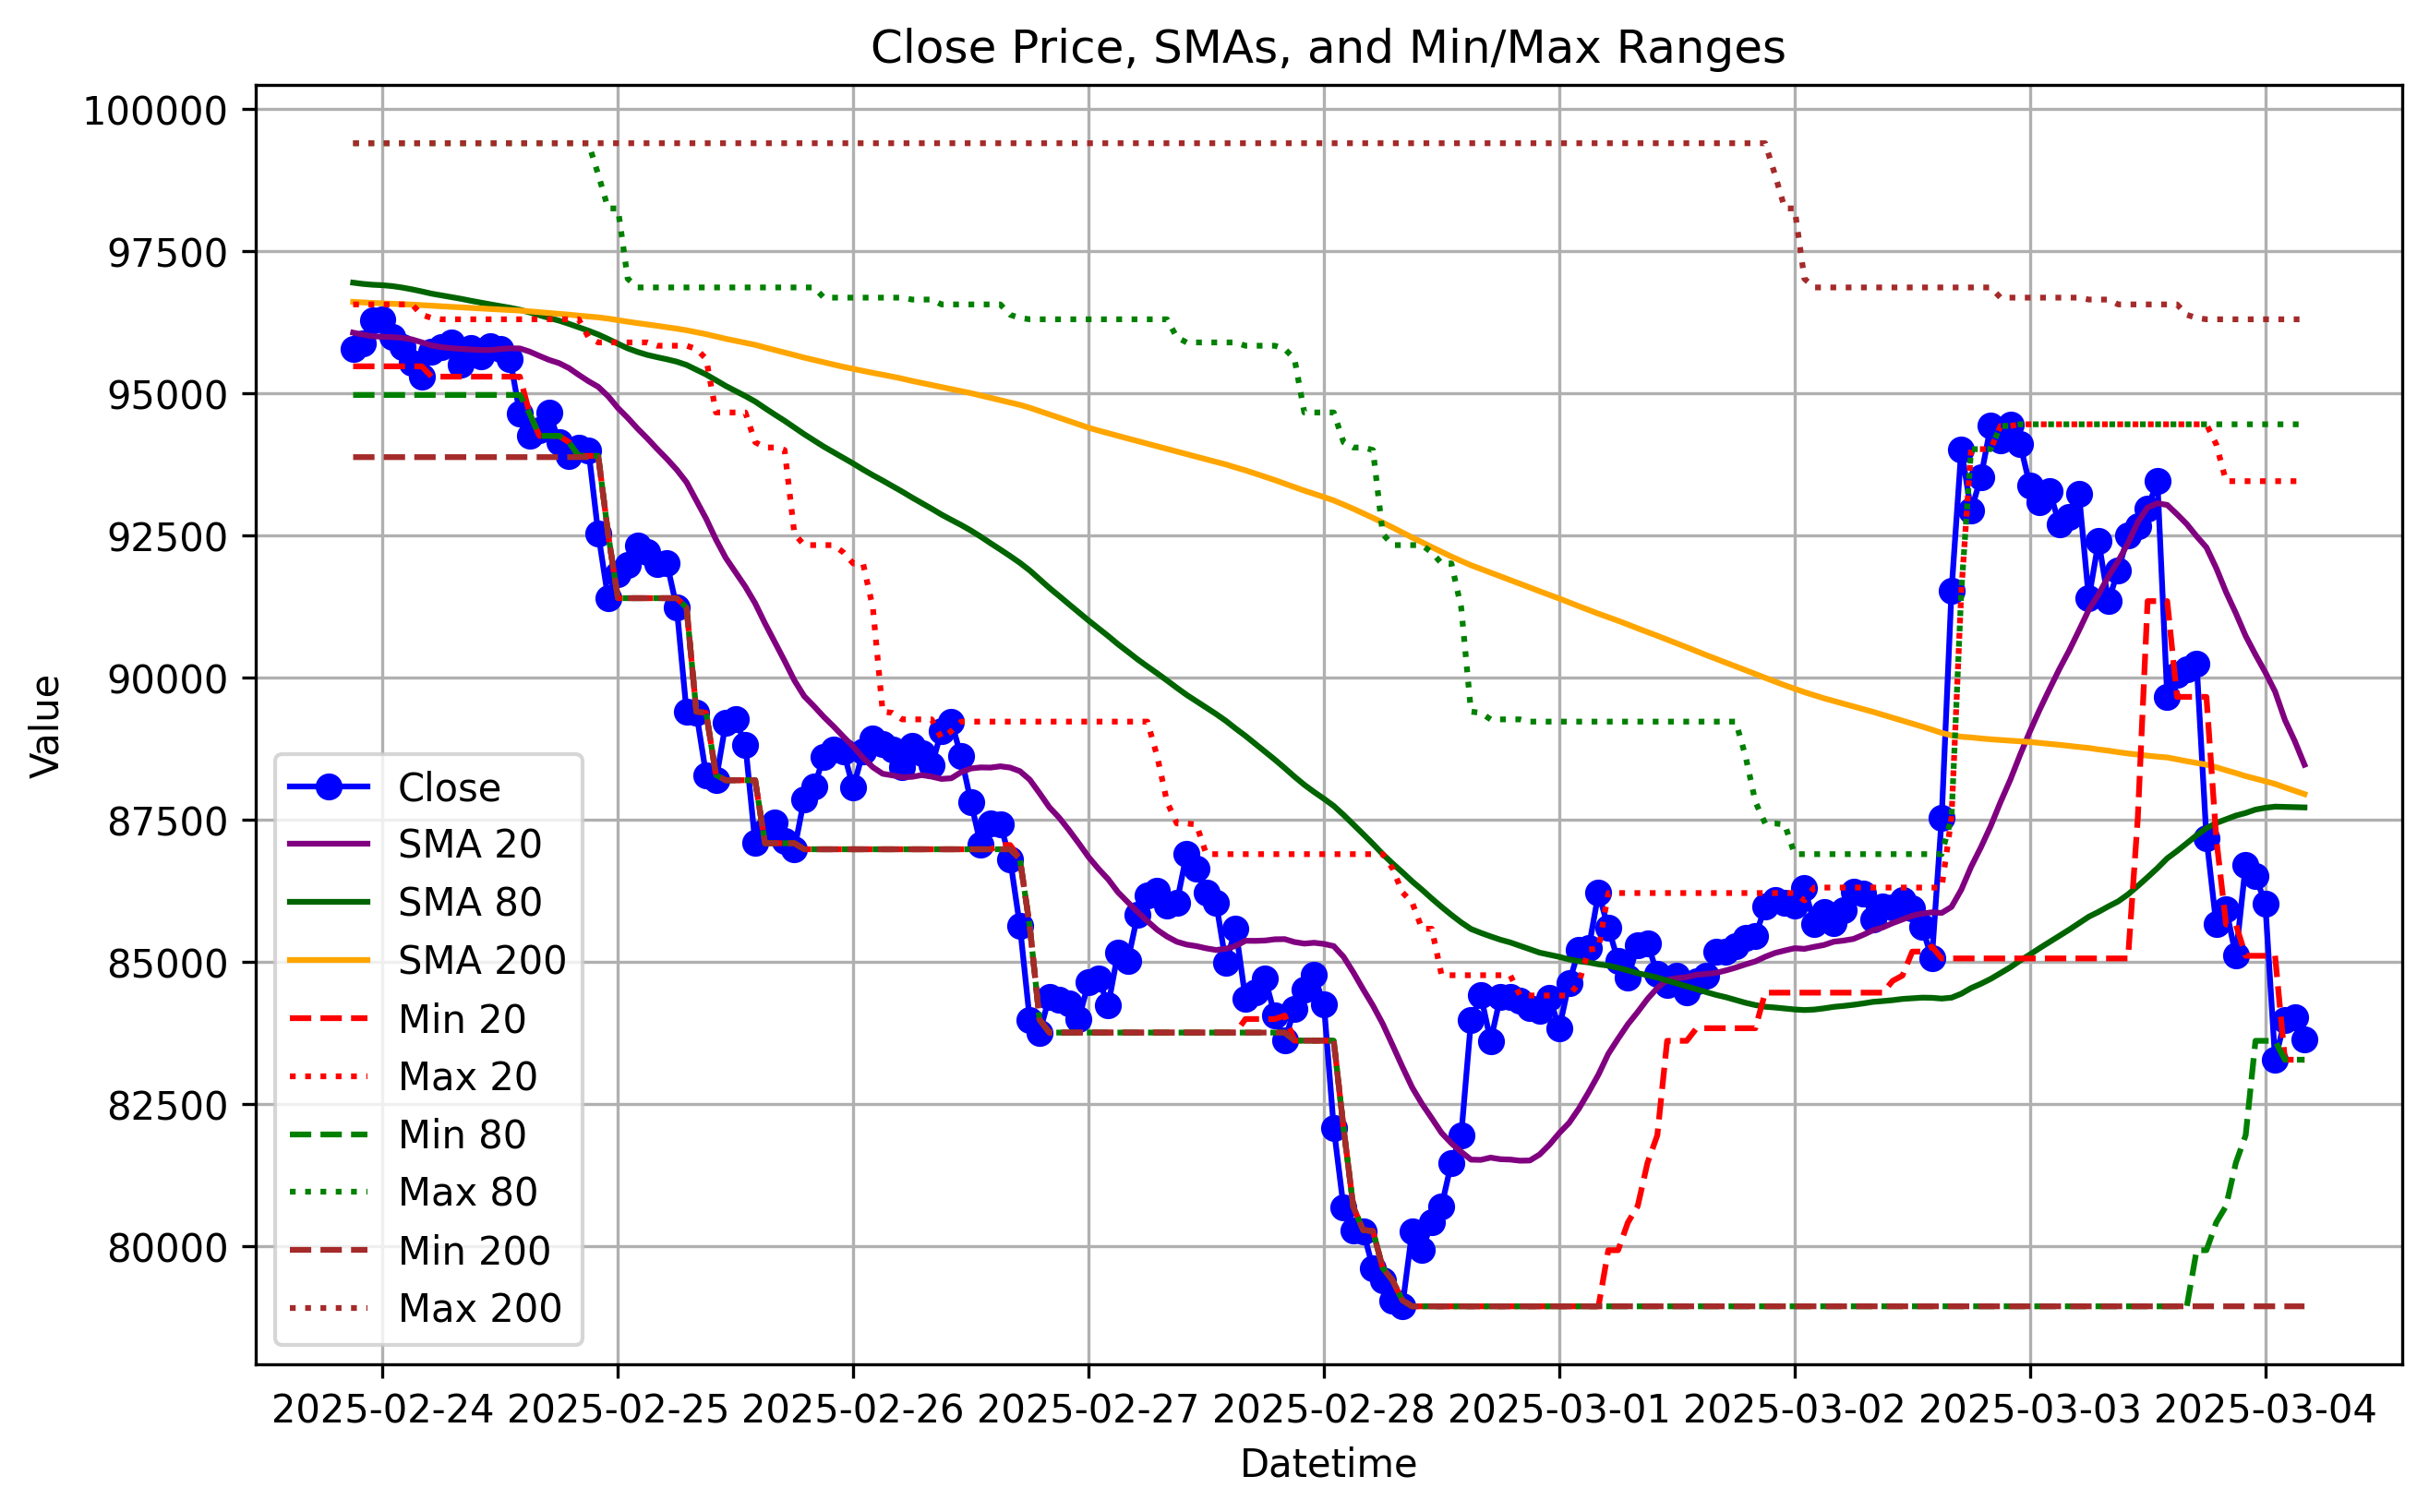 Close Price, SMAs, and Min/Max Ranges
100000
97500
95000
92500
90000
87500
85000
82500
80000
Value
Close
SMA 20
SMA 80
SMA 200
Min 20
Max 20
Min 80
Max 80
Min 200
Max 200
2025-02-24 2025-02-25 2025-02-26 2025-02-27 2025-02-28 2025-03-01 2025-03-02 2025-03-03 2025-03-04
Datetime